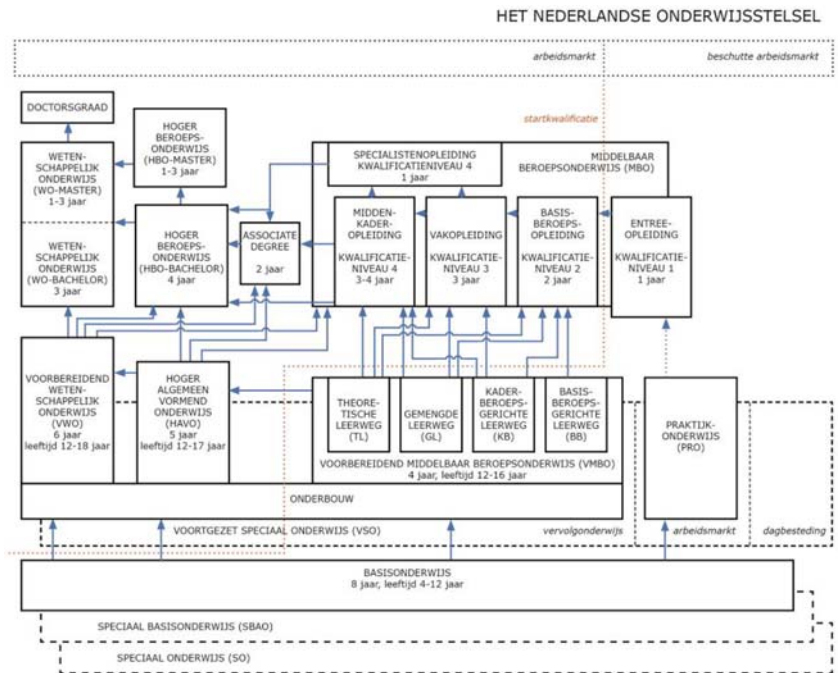 HET NEDERLANDSE ONDERWIJSSTELSEL
arbeidsmarkt
beschutte arbeidsmarkt
startkwalificatie
DOCTORSGRAAD
WETEN-
SCHAPPELIJK
ONDERWIJS
(WO-MASTER)
1-3 jaar
WETEN-
SCHAPPELIJK
ONDERWIJS
(WO-BACHELOR)
3 jaar
HOGER
BEROEPS-
ONDERWIJS
(HBO-MASTER)
1-3 jaar
HOGER
BEROEPS-
ONDERWIJS
(HBO-BACHELOR)
4 jaar
ASSOCIATE
DEGREE
2 jaar
SPECIALISTENOPLEIDING
KWALIFICATIENIVEAU 4
1 jaar
MIDDELBAAR
BEROEPSONDERWIJS (MBO)
MIDDEN-
KADER-
OPLEIDING
KWALIFICATIE-
NIVEAU 4
3-4 jaar
VAKOPLEIDING
KWALIFICATIE-
NIVEAU 3
3 jaar
BASIS-
BEROEPS-
OPLEIDING
KWALIFICATIE-
NIVEAU 2
2 jaar
ENTREE-
OPLEIDING
KWALIFICATIE-
NIVEAU 1
1 jaar
VOORBEREIDEND
WETEN-
SCHAPPELIJK
ONDERWIJS
(VWO)
6 jaar
leeftijd 12-18 jaar
HOGER
ALGEMEEN
VORMEND
ONDERWIJS
(HAVO)
5 jaar
leeftijd 12-17 jaar
THEORE-
TISCHE
LEERWEG
(TL)
GEMENGDE
LEERWEG
(GL)
KADER-
BEROEPS-
GERICHTE
LEERWEG
(KB)
BASIS-
BEROEPS-
GERICHTE
LEERWEG
(BB)
VOORBEREIDEND MIDDELBAAR BEROEPSONDERWIJS (VMBO)
4 jaar, leeftijd 12-16 jaar
PRAKTIJK-
ONDERWIJS
(PRO)
ONDERBOUW
VOORTGEZET SPECIAAL ONDERWIJS (VSO)
vervolgonderwijs
arbeidsmarkt
dagbesteding
BASISONDERWIJS
8 jaar, leeftijd 4-12 jaar
SPECIAAL BASISONDERWIJS (SBAO)
SPECIAAL ONDERWIJS (SO)